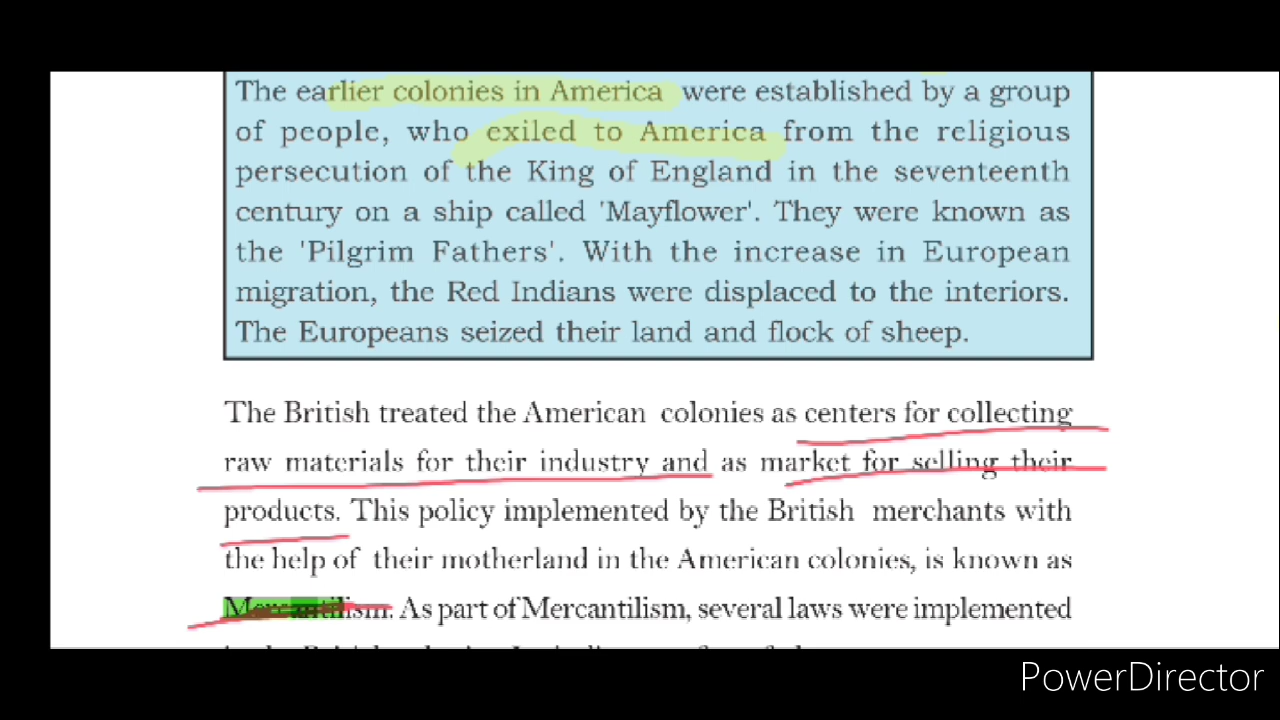 The earlier colonies in America were established by a group
of people, who exiled to America from the religious
persecution of the King of England in the seventeenth
century on a ship called 'Mayflower'. They were known as
the 'Pilgrim Fathers'. With the increase in European
migration, the Red Indians were displaced to the interiors.
The Europeans seized their land and flock of sheep.
The British treated the American colonies as centers for collecting
raw materials for their industry and as market for selling their
products. This policy implemented by the British merchants with
the help of their motherland in the American colonies, is known as
Mercantilism. As part of Mercantilism, several laws were implemented
PowerDirector